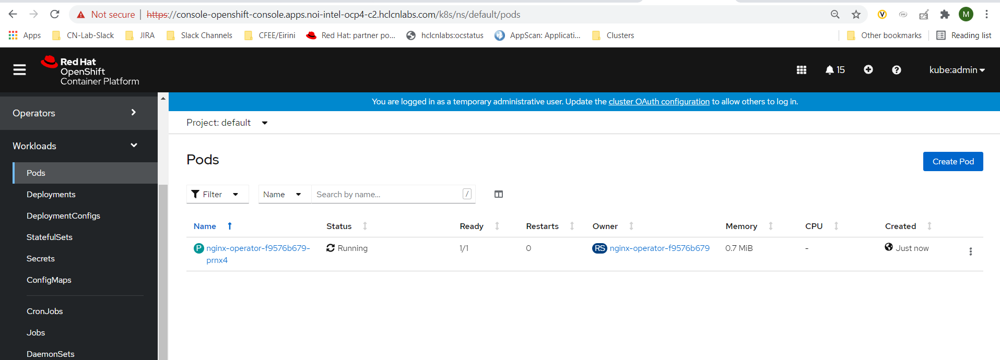 Not secure | https://console-openshift-console.apps.noi-intel-ocp4-c2.hclcnlabs.com/k8s/ns/default/pods
M
Apps CN-Lab-Slack JIRA Slack Channels CFEE/Eirini Red Hat: partner po... hclcnlabs:ocstatus AppScan: Applicati... Clusters Other bookmarks Reading list
Red Hat
OpenShift
Container Platform
15
kube:admin
You are logged in as a temporary administrative user. Update the cluster OAuth configuration to allow others to log in.
Operators
Workloads
Pods
Deployments
DeploymentConfigs
StatefulSets
Secrets
ConfigMaps
CronJobs
Jobs
DaemonSets
Project: default
Pods
Create Pod
Filter Name Search by name... /
Name Status Ready Restarts Owner Memory CPU Created
P nginx-operator-f9576b679- Running 1/1 0 RS nginx-operator-f9576b679 0.7 MiB - Just now
prnx4